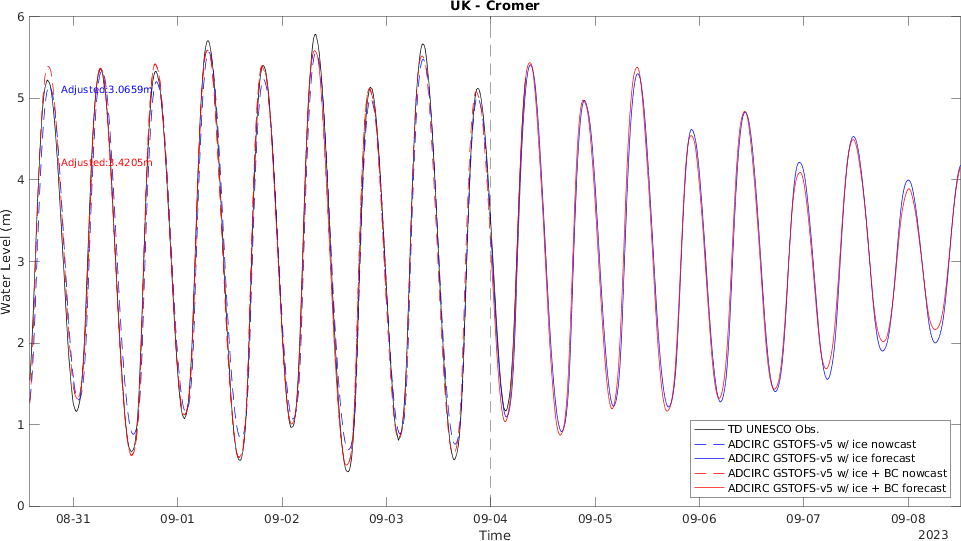 UK - Cromer
6
5
4
3
2
1
0
Water Level (m)
Adjusted:3.0659m
Adjusted:3.4205m
TD UNESCO Obs.
ADCIRC GSTOFS-v5 w/ ice nowcast
ADCIRC GSTOFS-v5 w/ ice forecast
ADCIRC GSTOFS-v5 w/ ice + BC nowcast
ADCIRC GSTOFS-v5 w/ ice + BC forecast
08-31 09-01 09-02 09-03 09-04 09-05 09-06 09-07 09-08
Time
2023